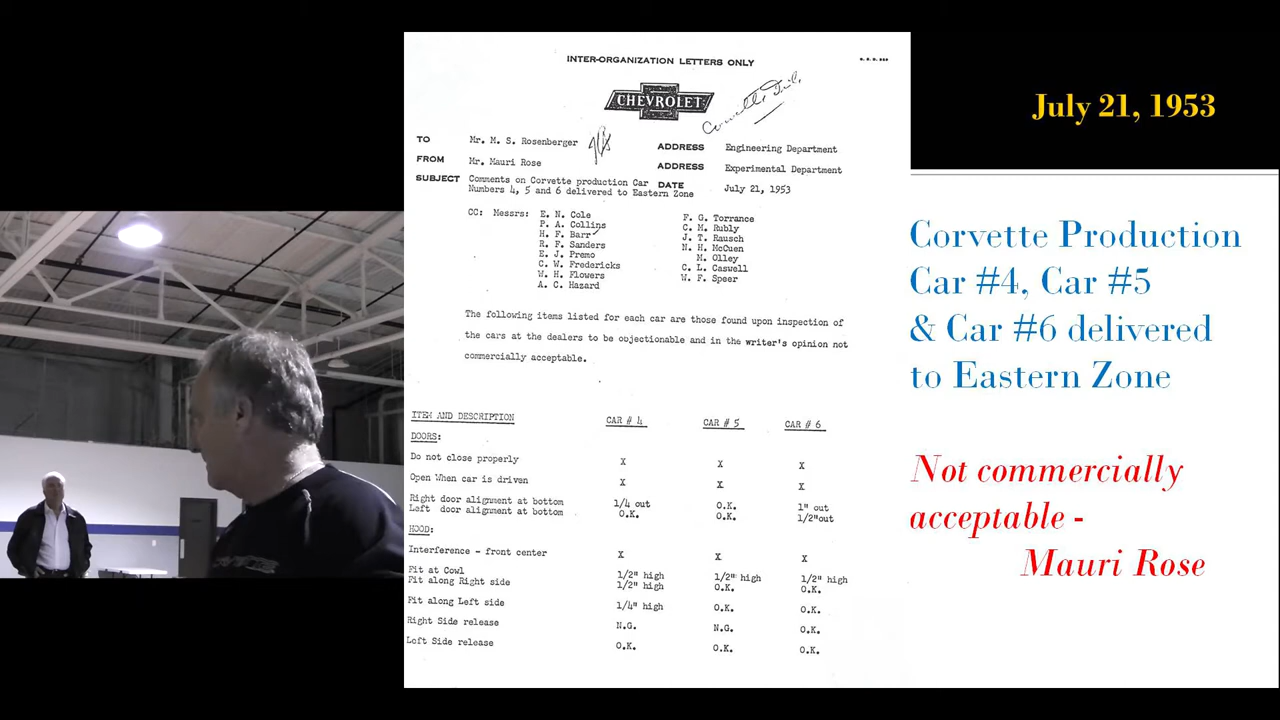 INTER-ORGANIZATION LETTERS ONLY
CHEVROLET
Corvette
TO Mr. M. S. Rosenberger ADDRESS Engineering Department
FROM Mr. Mauri Rose ADDRESS Experimental Department
SUBJECT Comments on Corvette production Car DATE July 21, 1953
Numbers 4, 5 and 6 delivered to Eastern Zone
CC: Messrs: E. N. Cole F. G. Torrance
P. A. Collins C. M. Rubly
H. F. Barr J. T. Rausch
R. F. Sanders N. H. McCuen
E. J. Premo M. Olley
C. W. Fredericks C. L. Caswell
W. H. Flowers W. F. Speer
A. C. Hazard
The following items listed for each car are those found upon inspection of
the cars at the dealers to be objectionable and in the writer's opinion not
commercially acceptable.
ITEM AND DESCRIPTION CAR # 4 CAR # 5 CAR # 6
DOORS:
Do not close properly X X X
Open When car is driven X X X
Right door alignment at bottom 1/4 out O.K. 1" out
Left door alignment at bottom O.K. O.K. 1/2"out
HOOD:
Interference - front center X X X
Fit at Cowl 1/2" high 1/2" high 1/2" high
Fit along Right side 1/2" high O.K. O.K.
Fit along Left side 1/4" high O.K. O.K.
Right Side release N.G. N.G. O.K.
Left Side release O.K. O.K. O.K.
July 21, 1953
Corvette Production
Car #4, Car #5
& Car #6 delivered
to Eastern Zone
Not commercially
acceptable -
Mauri Rose